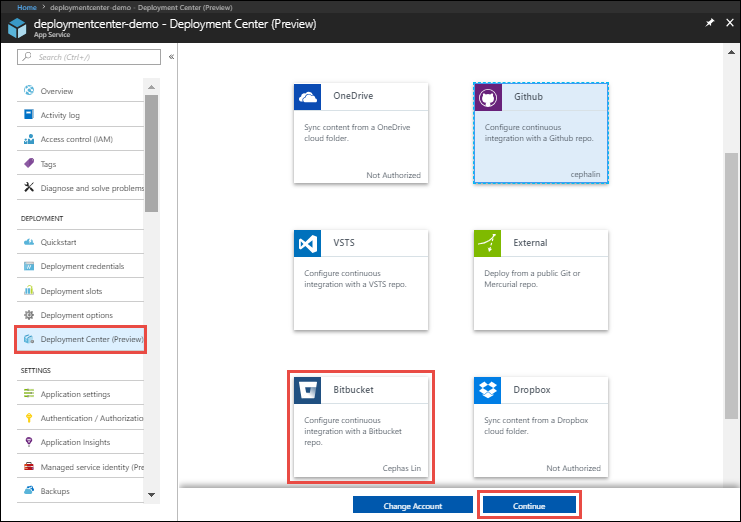 Home > deploymentcenter-demo - Deployment Center (Preview)
deploymentcenter-demo - Deployment Center (Preview)
App Service
Search (Ctrl+/)
«
Overview
Activity log
Access control (IAM)
Tags
Diagnose and solve problems
DEPLOYMENT
Quickstart
Deployment credentials
Deployment slots
Deployment options
Deployment Center (Preview)
SETTINGS
Application settings
Authentication / Authorizatio
Application Insights
Managed service identity (Pre
Backups
OneDrive
Sync content from a OneDrive
cloud folder.
Not Authorized
Github
Configure continuous
integration with a Github repo.
cephalin
VSTS
Configure continuous
integration with a VSTS repo.
External
Deploy from a public Git or
Mercurial repo.
Bitbucket
Configure continuous
integration with a Bitbucket
repo.
Cephas Lin
Dropbox
Sync content from a Dropbox
cloud folder.
Not Authorized
Change Account
Continue